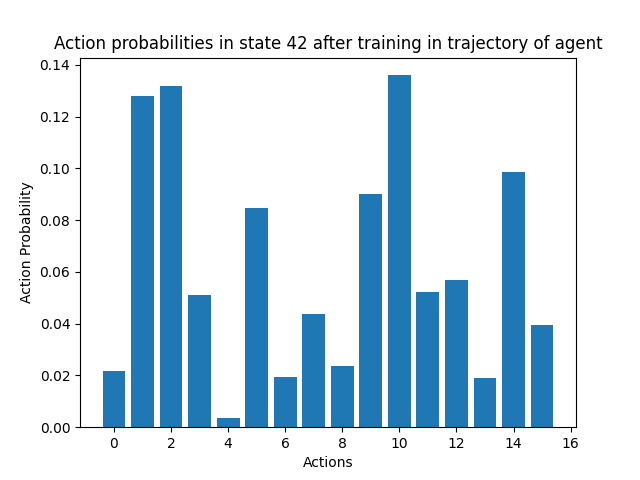 Action probabilities in state 42 after training in trajectory of agent
0.14
0.12
0.10
0.08
0.06
0.04
0.02
0.00
Action Probability
0 2 4 6 8 10 12 14 16
Actions